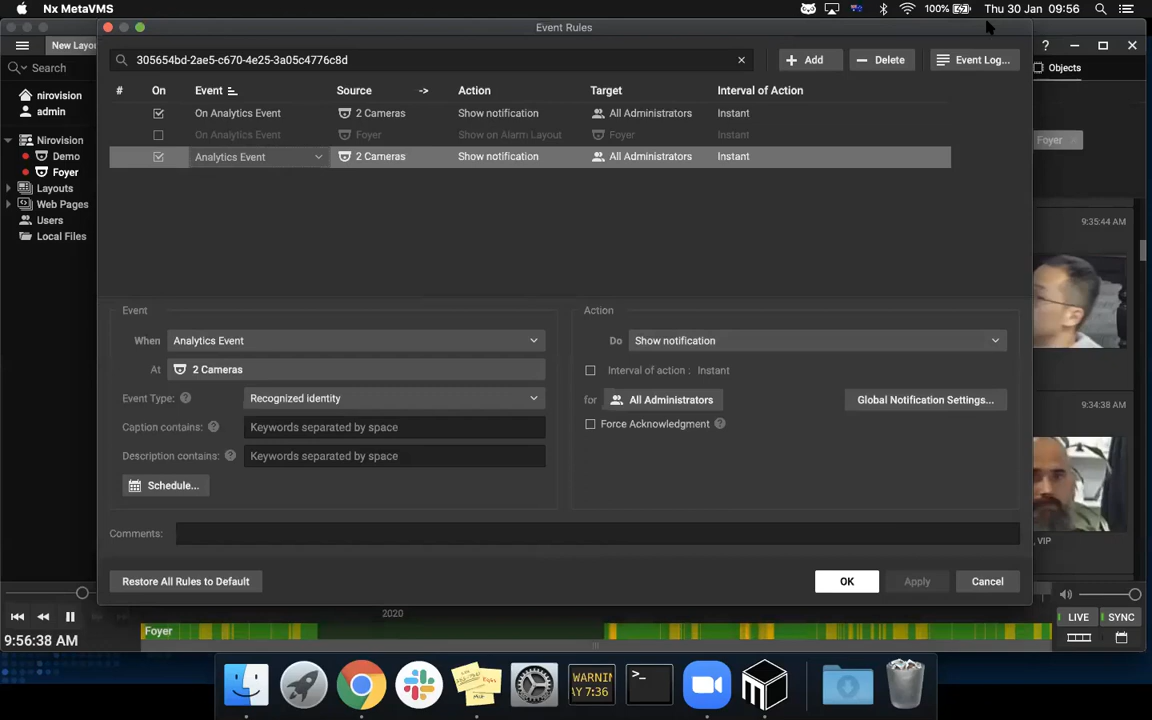 Nx MetaVMS 100% Thu 30 Jan 09:56
Event Rules
New Layou
305654bd-2ae5-c670-4e25-3a05c4776c8d
Add
Delete
Event Log...
Search
Objects
# On Event Source -> Action Target Interval of Action
On Analytics Event 2 Cameras Show notification All Administrators Instant
On Analytics Event Foyer Show on Alarm Layout Foyer Instant
Analytics Event 2 Cameras Show notification All Administrators Instant
nirovision
admin
Nirovision
Demo
Foyer
Layouts
Web Pages
Users
Local Files
Foyer
9:35:44 AM
9:34:38 AM
, VIP
Event
When Analytics Event
At 2 Cameras
Event Type: ? Recognized identity
Caption contains: ? Keywords separated by space
Description contains: ? Keywords separated by space
Schedule...
Action
Do Show notification
Interval of action : Instant
for All Administrators Global Notification Settings...
Force Acknowledgment ?
Comments:
Restore All Rules to Default
OK
Apply
Cancel
2020
Foyer
9:56:38 AM
LIVE
SYNC
WARNIN
AY 7:36